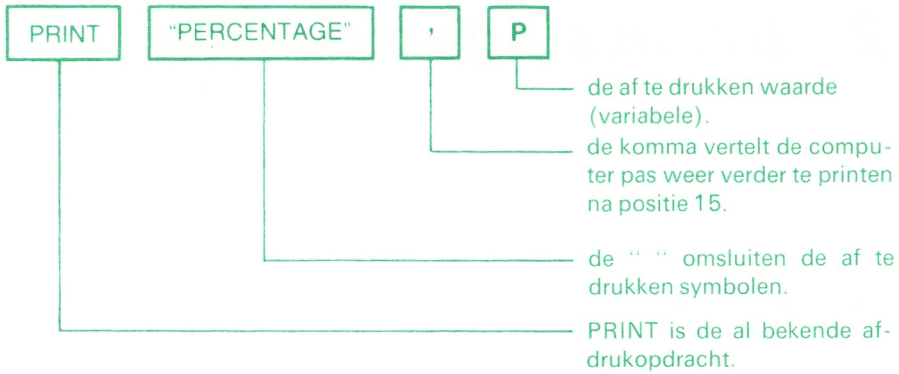 PRINT "PERCENTAGE" , P
de af te drukken waarde
(variabele).
de komma vertelt de compu-
ter pas weer verder te printen
na positie 15.
de " " omsluiten de af te
drukken symbolen.
PRINT is de al bekende af-
drukopdracht.